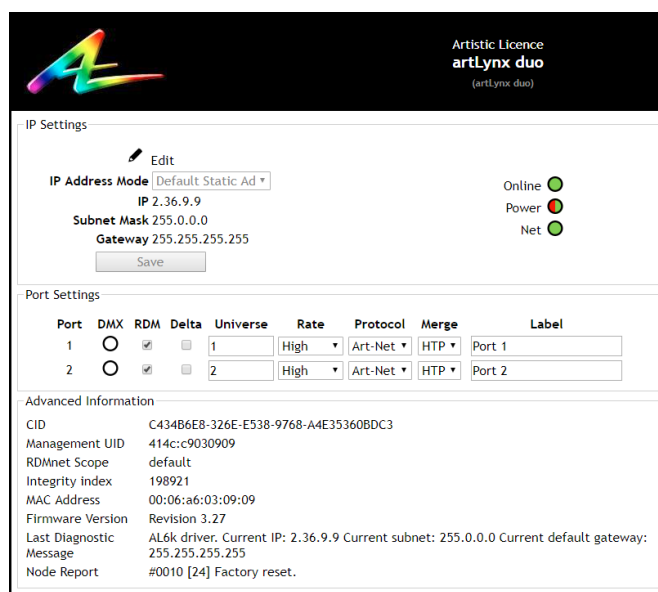 Artistic Licence
artLynx duo
(artLynx duo)
IP Settings
Edit
IP Address Mode Default Static Ad
IP 2.36.9.9
Subnet Mask 255.0.0.0
Gateway 255.255.255.255
Save
Online
Power
Net
Port Settings
Port DMX RDM Delta Universe Rate Protocol Merge Label
1 1 High Art-Net HTP Port 1
2 2 High Art-Net HTP Port 2
Advanced Information
CID C434B6E8-326E-E538-9768-A4E35360BDC3
Management UID 414c:c9030909
RDMnet Scope default
Integrity index 198921
MAC Address 00:06:a6:03:09:09
Firmware Version Revision 3.27
Last Diagnostic AL6k driver. Current IP: 2.36.9.9 Current subnet: 255.0.0.0 Current default gateway:
Message 255.255.255.255
Node Report #0010 [24] Factory reset.